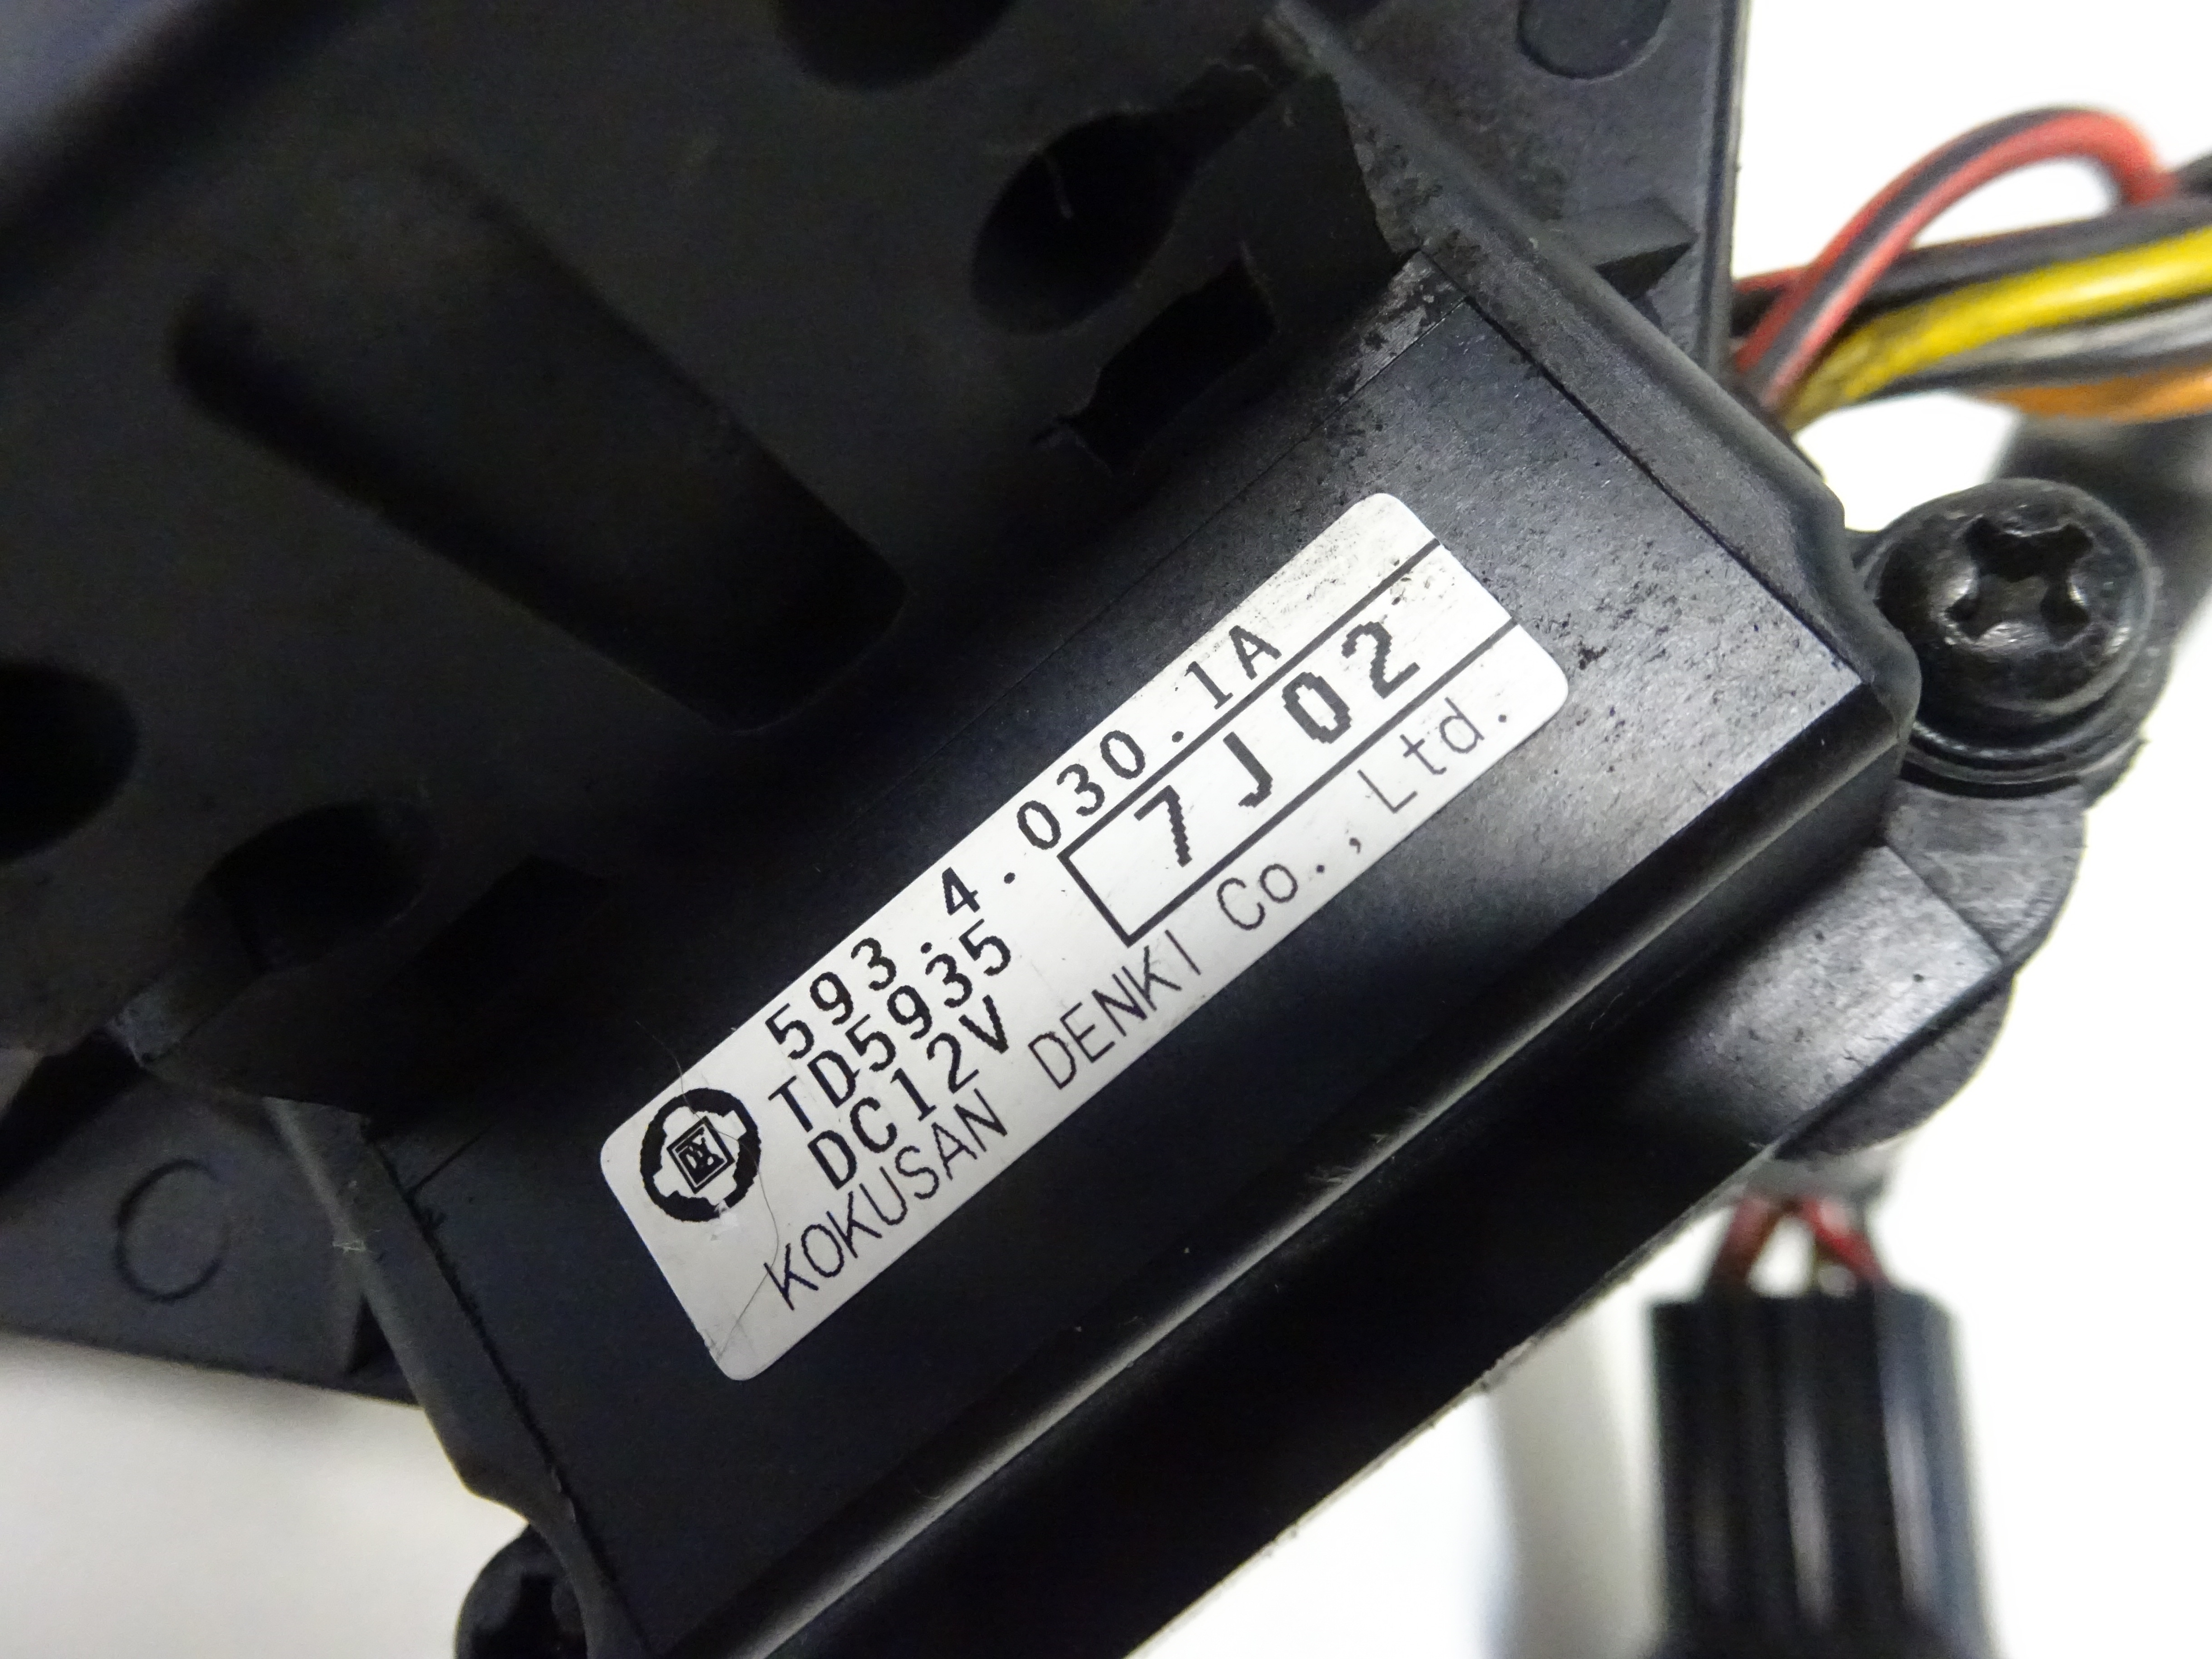 593.4.030.1A
TD5935
DC12V
7J02
KOKUSAN DENKI Co., Ltd.